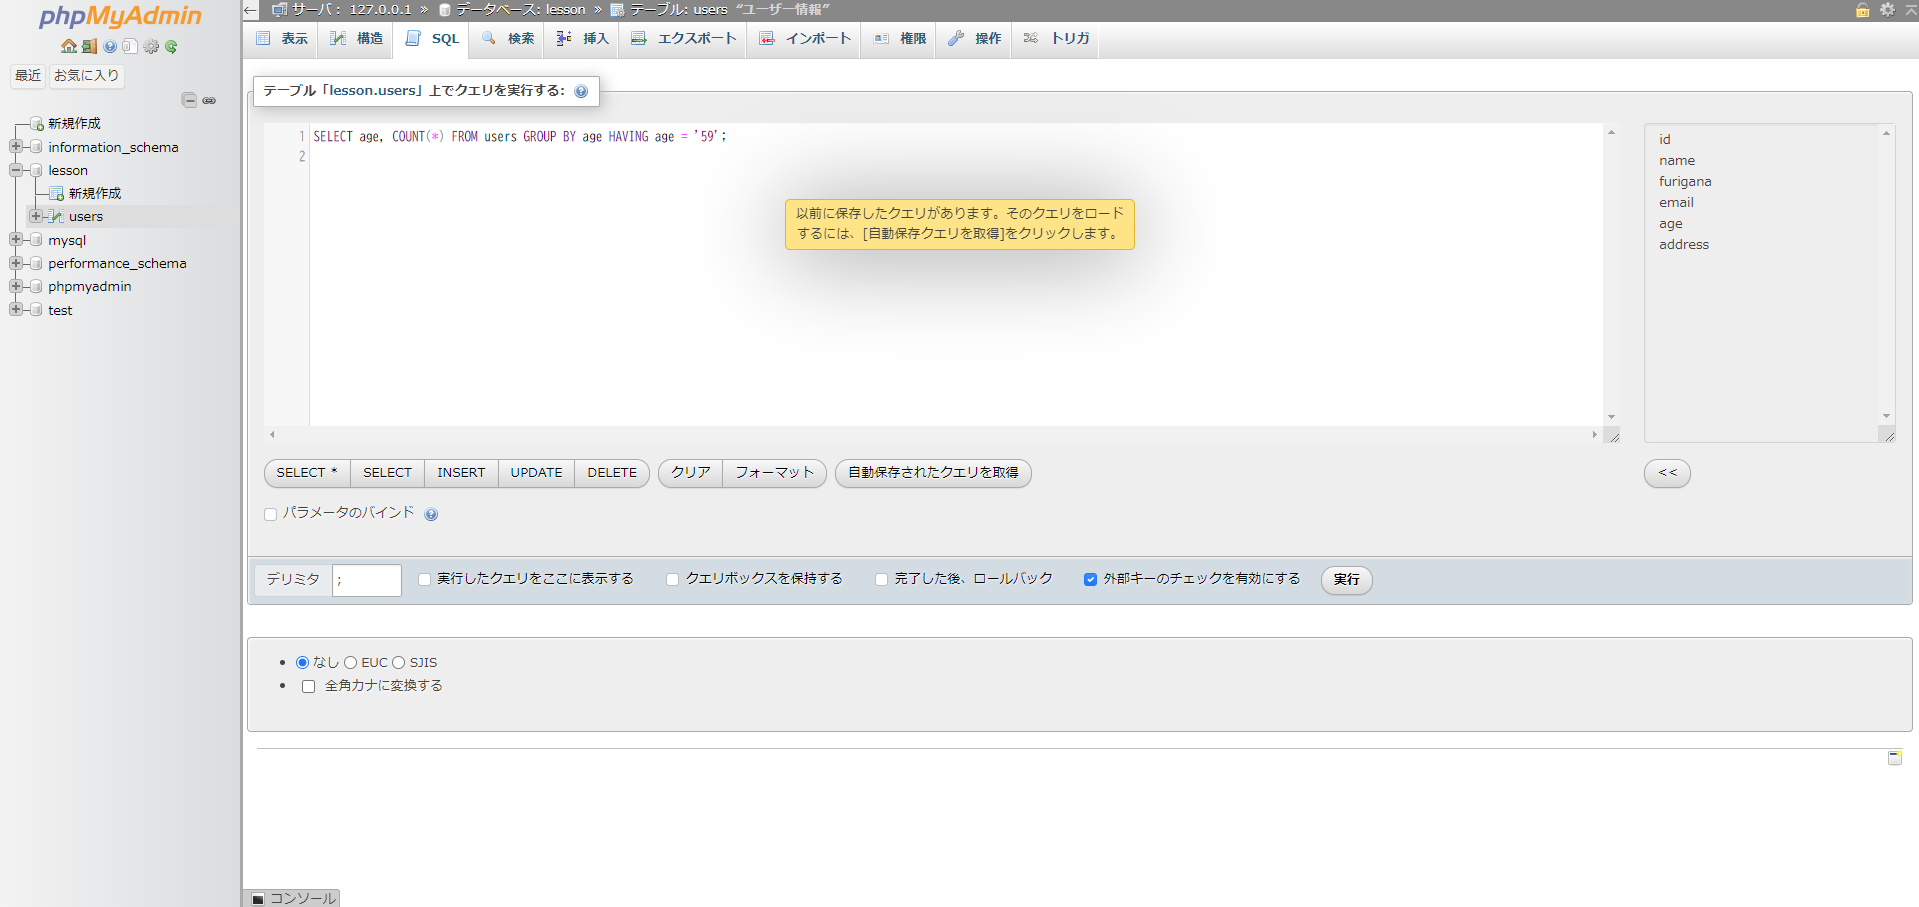 phpMyAdmin
最近 お気に入り
新規作成
information_schema
lesson
新規作成
users
mysql
performance_schema
phpmyadmin
test
サーバ: 127.0.0.1 » データベース: lesson » テーブル: users “ユーザー情報”
表示 構造 SQL 検索 挿入 エクスポート インポート 権限 操作 トリガ
テーブル「lesson.users」上でクエリを実行する:
1 SELECT age, COUNT(*) FROM users GROUP BY age HAVING age = '59';
2
以前に保存したクエリがあります。そのクエリをロード
するには、[自動保存クエリを取得]をクリックします。
id
name
furigana
email
age
address
SELECT * SELECT INSERT UPDATE DELETE クリア フォーマット 自動保存されたクエリを取得 <<
パラメータのバインド
デリミタ ; 実行したクエリをここに表示する クエリボックスを保持する 完了した後、ロールバック 外部キーのチェックを有効にする 実行
なし EUC SJIS
全角カナに変換する
コンソール